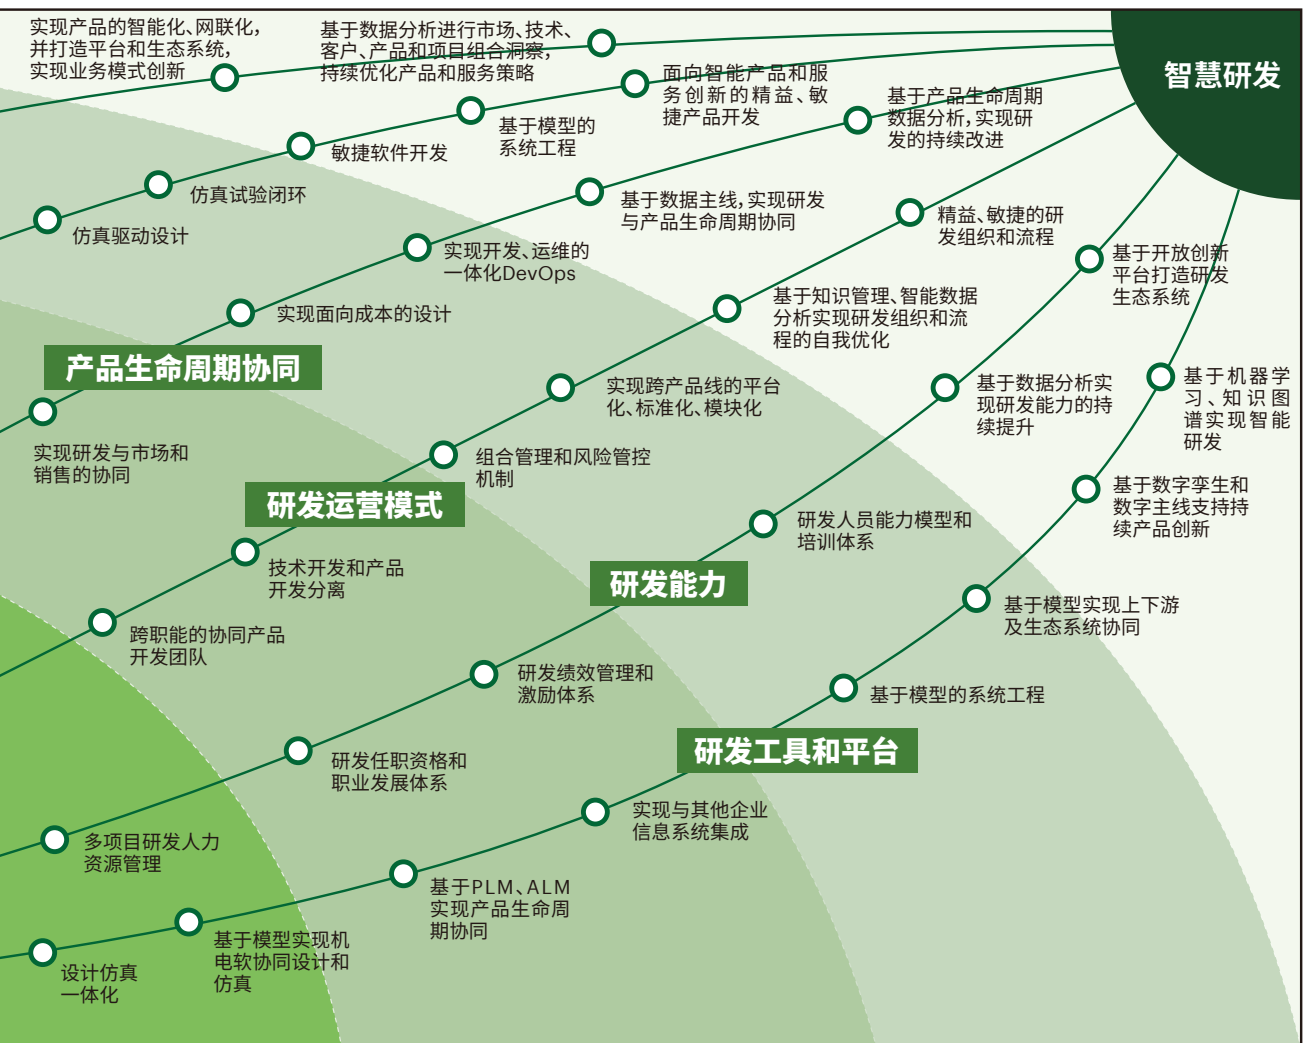 实现产品的智能化、网联化，
并打造平台和生态系统，
实现业务模式创新
基于数据分析进行市场、技术、
客户、产品和项目组合洞察，
持续优化产品和服务策略
智慧研发
面向智能产品和服
务创新的精益、敏
捷产品开发
基于产品生命周期
数据分析，实现研
发的持续改进
基于模型的
系统工程
敏捷软件开发
仿真试验闭环
仿真驱动设计
基于数据主线，实现研发
与产品生命周期协同
精益、敏捷的研
发组织和流程
实现开发、运维的
一体化DevOps
基于开放创新
平台打造研发
生态系统
实现面向成本的设计
基于知识管理、智能数据
分析实现研发组织和流
程的自我优化
产品生命周期协同
实现跨产品线的平台
化、标准化、模块化
基于数据分析实
现研发能力的持
续提升
基于机器学
习、知识图
谱实现智能
研发
实现研发与市场和
销售的协同
组合管理和风险管控
机制
研发运营模式
基于数字孪生和
数字主线支持持
续产品创新
研发人员能力模型和
培训体系
技术开发和产品
开发分离
研发能力
基于模型实现上下游
及生态系统协同
跨职能的协同产品
开发团队
研发绩效管理和
激励体系
基于模型的系统工程
研发工具和平台
研发任职资格和
职业发展体系
实现与其他企业
信息系统集成
多项目研发人力
资源管理
基于PLM、ALM
实现产品生命周
期协同
基于模型实现机
电软协同设计和
仿真
设计仿真
一体化